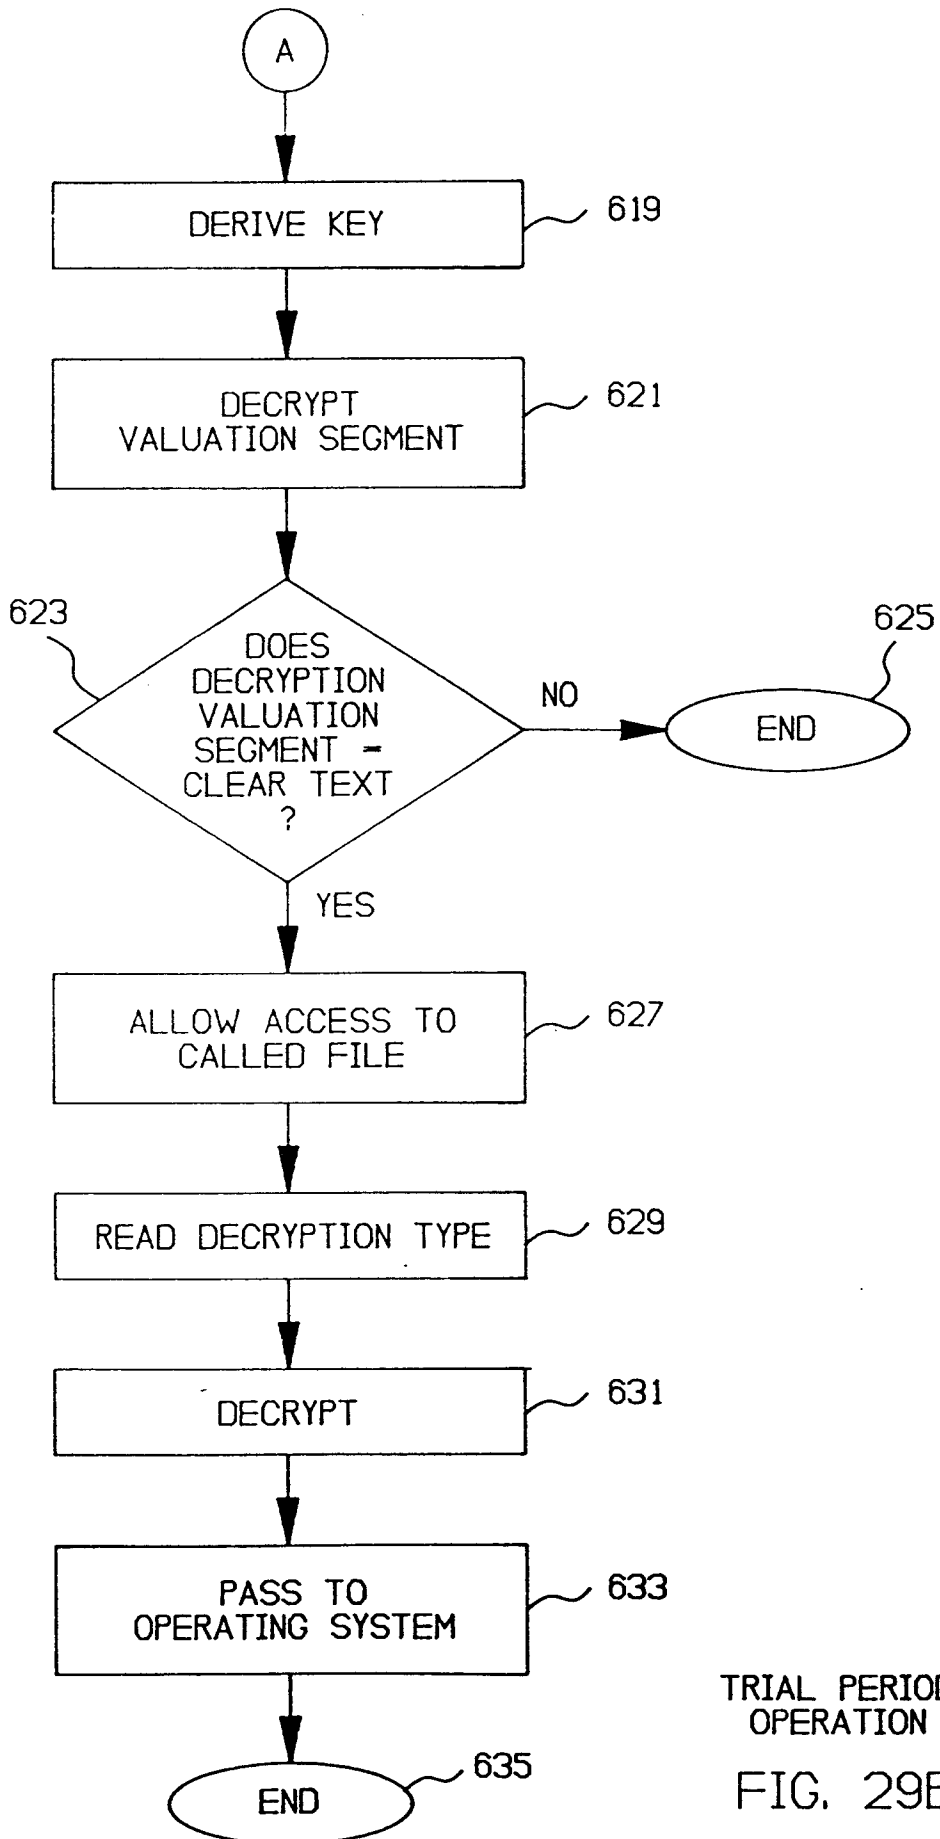 A
DERIVE KEY
619
DECRYPT
VALUATION SEGMENT
621
623
DOES
DECRYPTION
VALUATION
SEGMENT =
CLEAR TEXT
?
NO
625
END
YES
ALLOW ACCESS TO
CALLED FILE
627
READ DECRYPTION TYPE
629
DECRYPT
631
PASS TO
OPERATING SYSTEM
633
END
635
TRIAL PERIOD
OPERATION
FIG. 29B